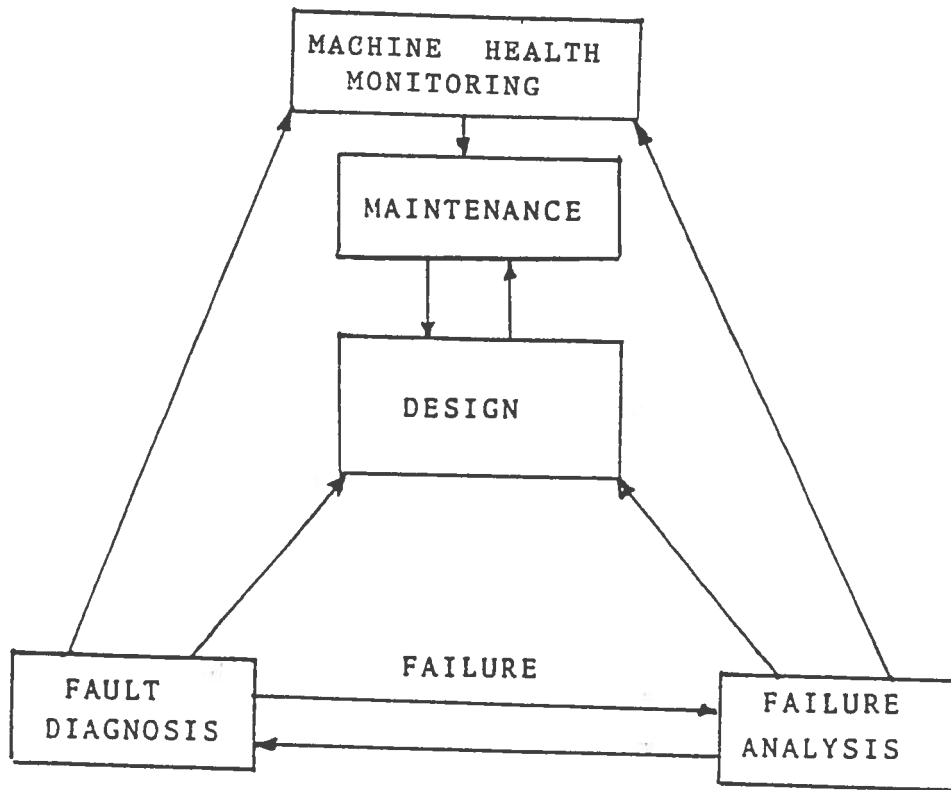 MACHINE HEALTH
MONITORING
MAINTENANCE
DESIGN
FAILURE
FAULT
DIAGNOSIS
FAILURE
ANALYSIS